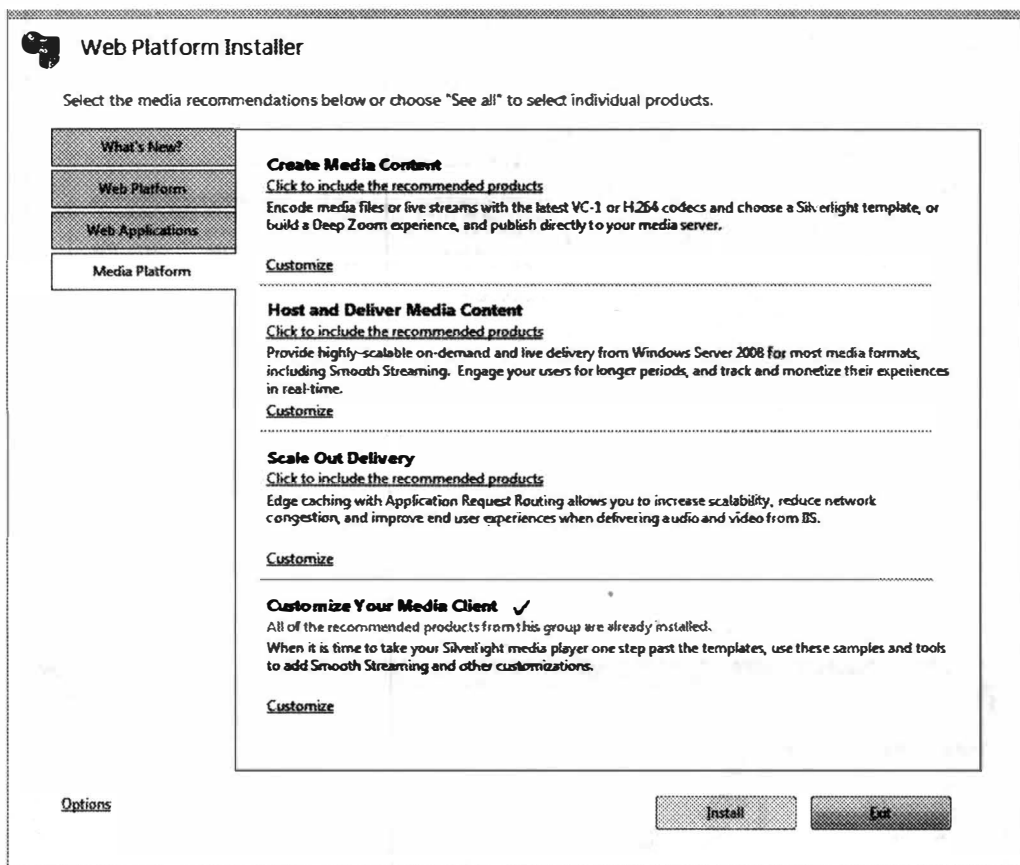 Web Platform Installer
Select the media recommendations below or choose "See all" to select individual products.
What's New?
Web Platform
Web Applications
Media Platform
Create Media Content
Click to include the recommended products
Encode media files or live streams with the latest VC-1 or H.264 codecs and choose a Silverlight template, or
build a Deep Zoom experience, and publish directly to your media server.
Customize
Host and Deliver Media Content
Click to include the recommended products
Provide highly-scalable on-demand and live delivery from Windows Server 2008 for most media formats,
including Smooth Streaming. Engage your users for longer periods, and track and monetize their experiences
in real-time.
Customize
Scale Out Delivery
Click to include the recommended products
Edge caching with Application Request Routing allows you to increase scalability, reduce network
congestion, and improve end user experiences when delivering audio and video from IIS.
Customize
Customize Your Media Client ✓
All of the recommended products from this group are already installed.
When it is time to take your Silverlight media player one step past the templates, use these samples and tools
to add Smooth Streaming and other customizations.
Customize
Options
Install
Exit